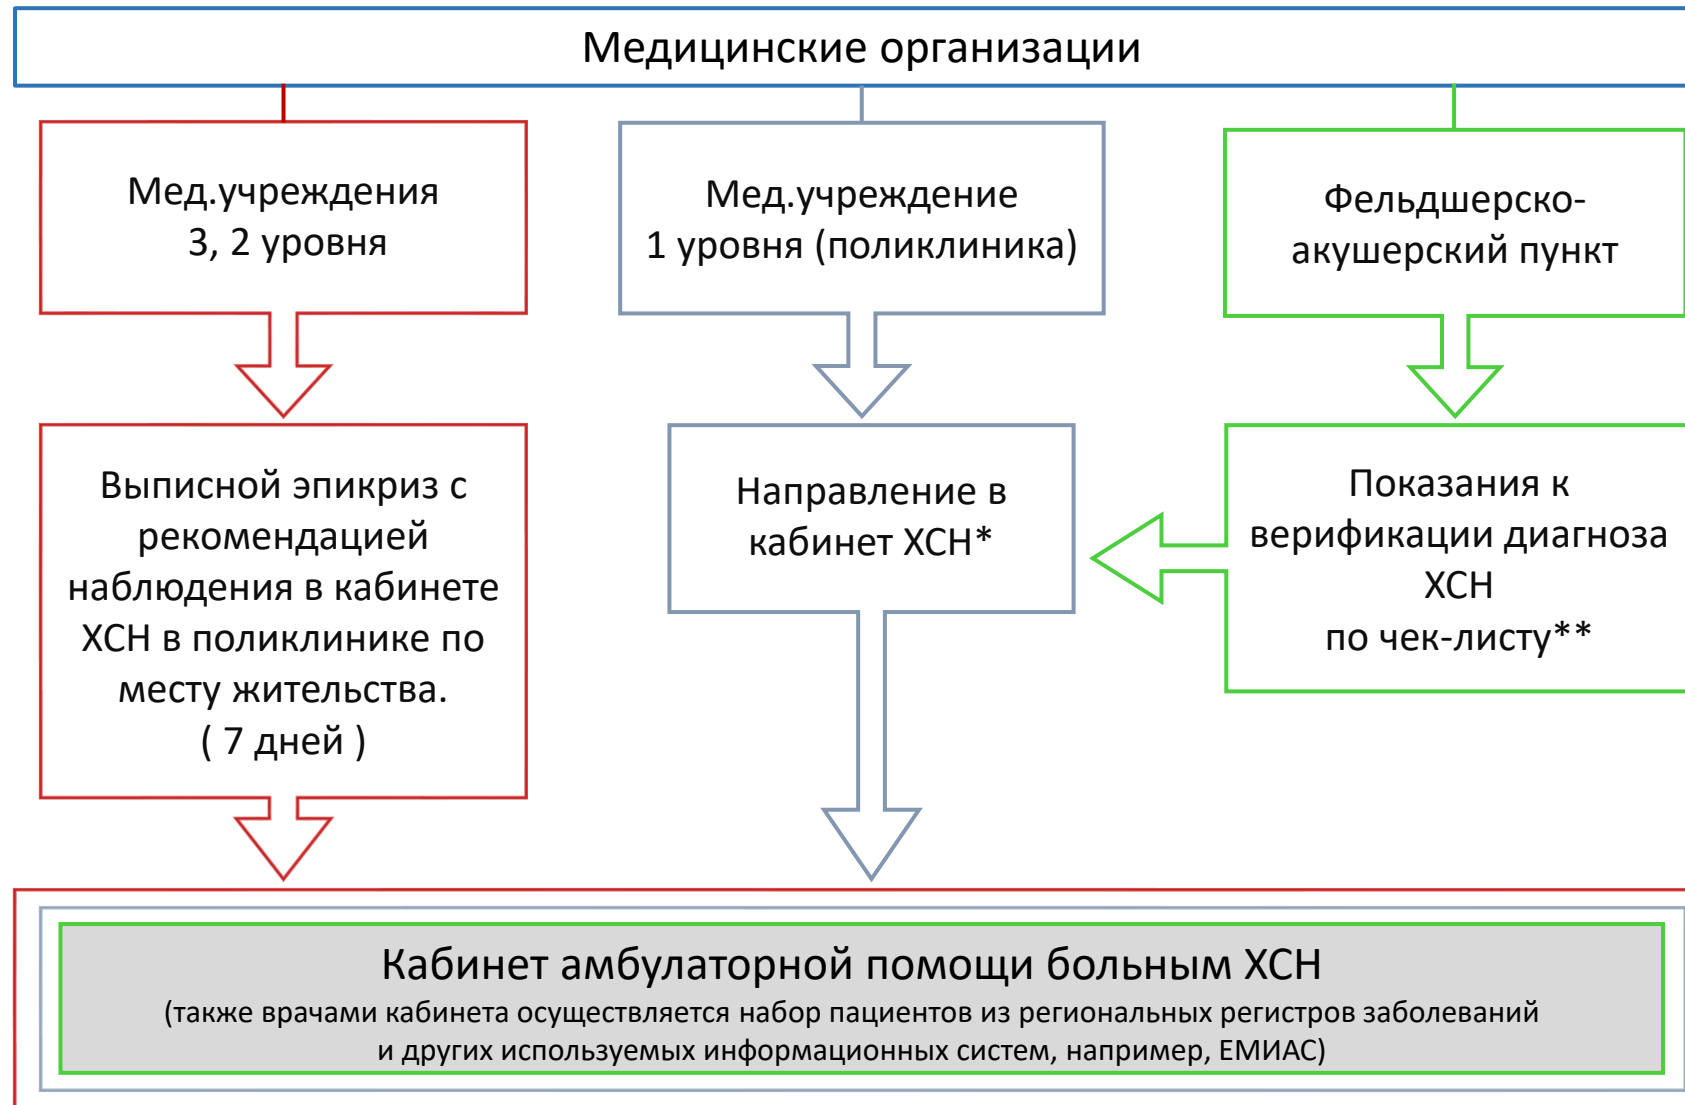 Медицинские организации
Мед.учреждения
3, 2 уровня
Мед.учреждение
1 уровня (поликлиника)
Фельдшерско-
акушерский пункт
Выписной эпикриз с
рекомендацией
наблюдения в кабинете
ХСН в поликлинике по
месту жительства.
( 7 дней )
Направление в
кабинет ХСН*
Показания к
верификации диагноза
ХСН
по чек-листу**
Кабинет амбулаторной помощи больным ХСН
(также врачами кабинета осуществляется набор пациентов из региональных регистров заболеваний
и других используемых информационных систем, например, ЕМИАС)